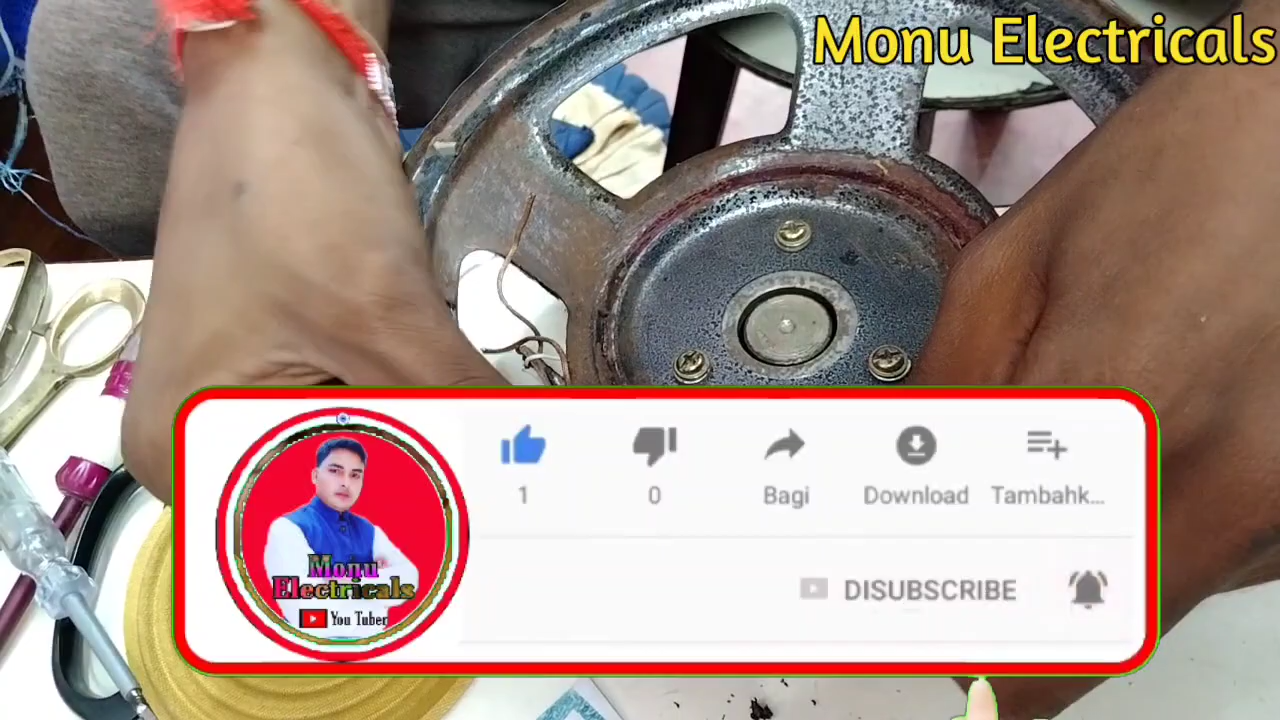 Monu Electricals
1
0
Bagi
Download
Tambahk...
DISUBSCRIBE
Monu
Electricals
You Tuber